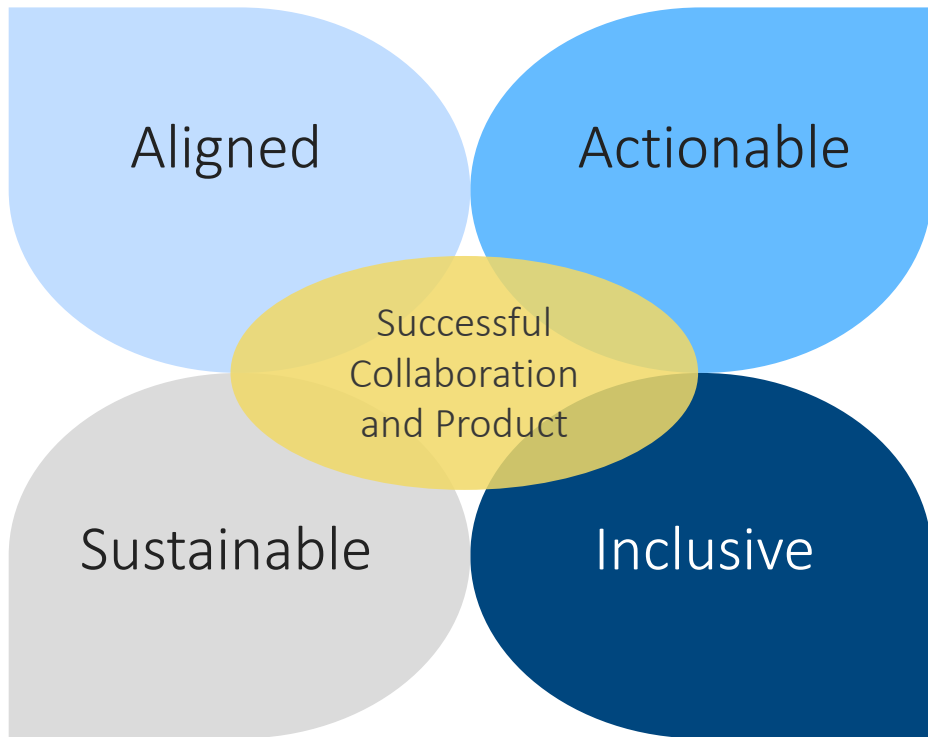 Aligned
Actionable
Successful
Collaboration
and Product
Sustainable
Inclusive